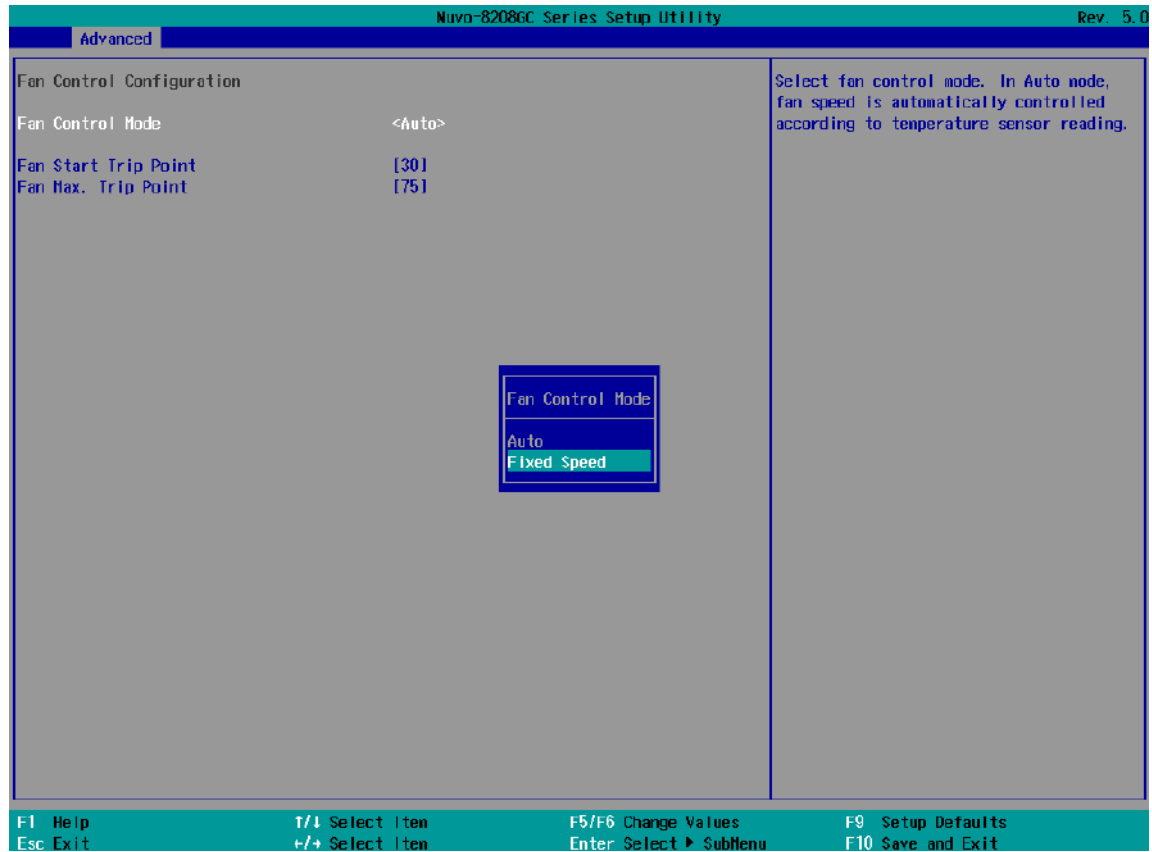 Nuvo-8208GC Series Setup Utility Rev. 5.0
Advanced
Fan Control Configuration
Fan Control Mode <Auto>
Fan Start Trip Point [30]
Fan Max. Trip Point [75]
Select fan control mode. In Auto mode,
fan speed is automatically controlled
according to temperature sensor reading.
Fan Control Mode
Auto
Fixed Speed
F1 Help ↑/↓ Select Item F5/F6 Change Values F9 Setup Defaults
Esc Exit ←/→ Select Item Enter Select ▶ SubMenu F10 Save and Exit